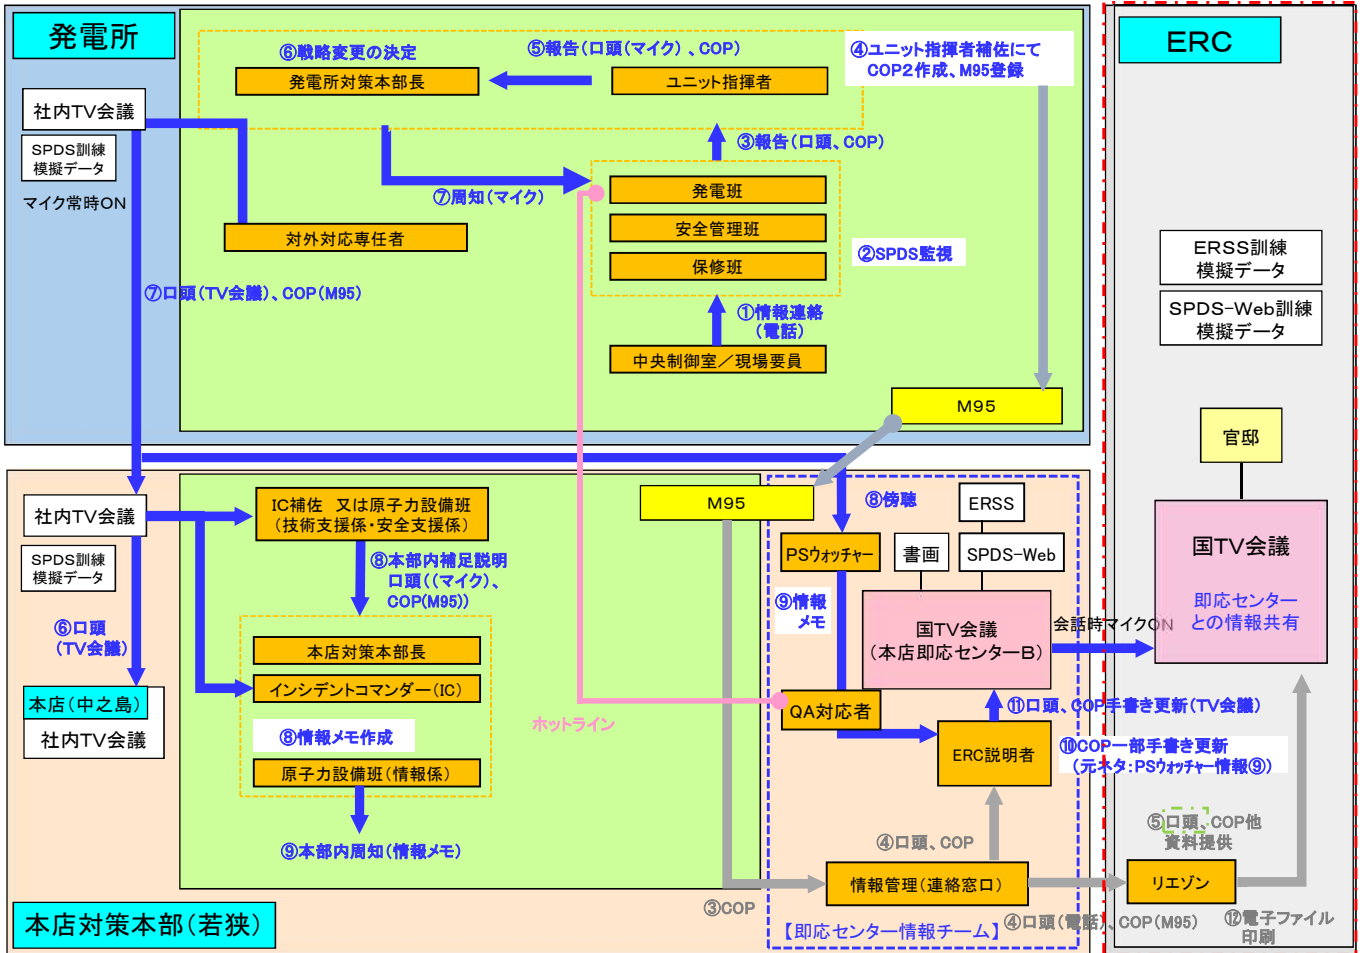 発電所
社内TV会議
SPDS訓練
模擬データ
マイク常時ON
⑥戦略変更の決定
発電所対策本部長
⑤報告(口頭(マイク)、COP)
ユニット指揮者
④ユニット指揮者補佐にて
COP2作成、M95登録
③報告(口頭、COP)
⑦周知(マイク)
発電班
安全管理班
保修班
②SPDS監視
対外対応専任者
⑦口頭(TV会議)、COP(M95)
①情報連絡
(電話)
中央制御室/現場要員
M95
ERC
ERSS訓練
模擬データ
SPDS-Web訓練
模擬データ
官邸
国TV会議
即応センター
との情報共有
社内TV会議
SPDS訓練
模擬データ
⑥口頭
(TV会議)
本店(中之島)
社内TV会議
IC補佐 又は原子力設備班
(技術支援係・安全支援係)
⑧本部内補足説明
口頭((マイク)、
COP(M95))
本店対策本部長
インシデントコマンダー(IC)
⑧情報メモ作成
原子力設備班(情報係)
⑨本部内周知(情報メモ)
本店対策本部(若狭)
M95
⑧傍聴
PSウォッチャー
書画
ERSS
SPDS-Web
⑨情報
メモ
国TV会議
(本店即応センターB)
会話時マイクON
QA対応者
ホットライン
⑪口頭、COP手書き更新(TV会議)
ERC説明者
⑩COP一部手書き更新
(元ネタ:PSウォッチャー情報⑨)
④口頭、COP
⑤口頭、COP他
資料提供
情報管理(連絡窓口)
リエゾン
③COP
【即応センター情報チーム】
④口頭(電話)、COP(M95)
⑫電子ファイル
印刷